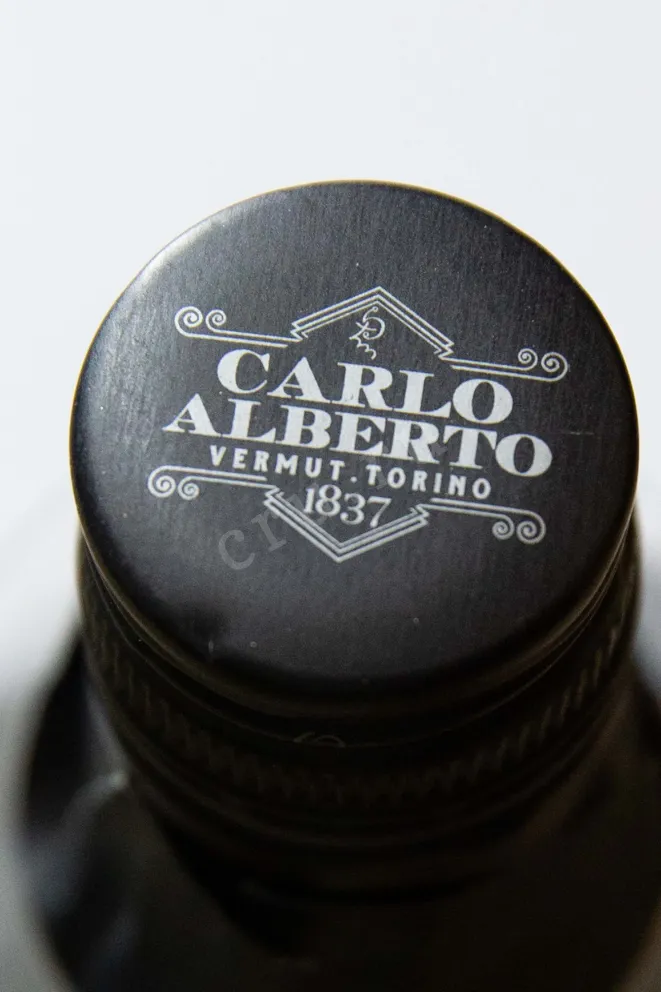 CARLO
ALBERTO
VERMUT.TORINO
1837